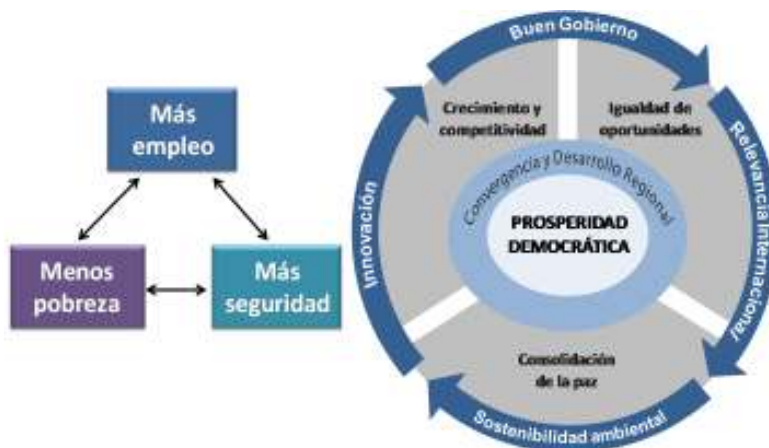 Más
empleo
Menos
pobreza
Más
seguridad
Buen Gobierno
Crecimiento y
competitividad
Igualdad de
oportunidades
Innovación
Convergencia y Desarrollo Regional
Relevancia Internacional
PROSPERIDAD
DEMOCRÁTICA
Consolidación
de la paz
Sostenibilidad ambiental